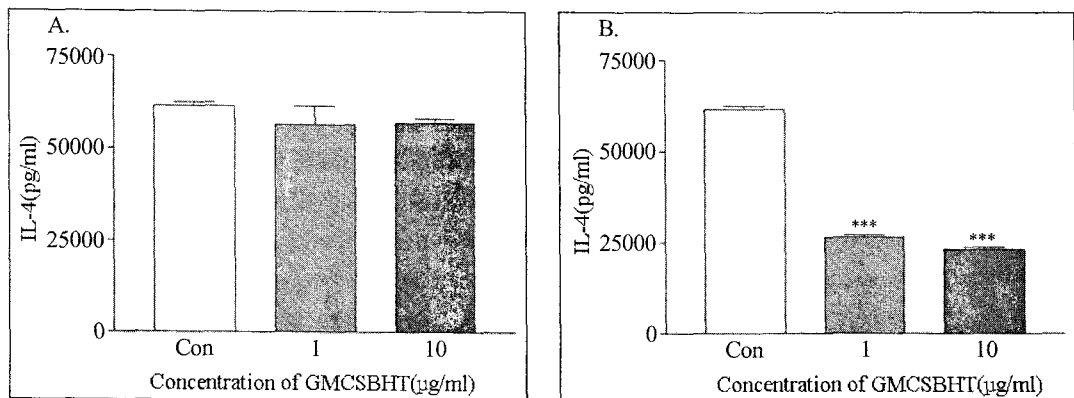 A.
75000
50000
25000
0
IL-4(pg/ml)
Con 1 10
Concentration of GMCSBHT(µg/ml)
B.
75000
50000
25000
0
IL-4(pg/ml)
*** ***
Con 1 10
Concentration of GMCSBHT(µg/ml)